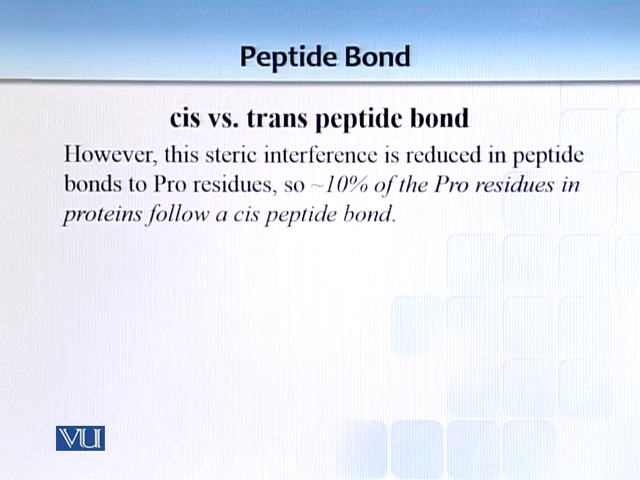 Peptide Bond
cis vs. trans peptide bond
However, this steric interference is reduced in peptide
bonds to Pro residues, so ~10% of the Pro residues in
proteins follow a cis peptide bond.
VU